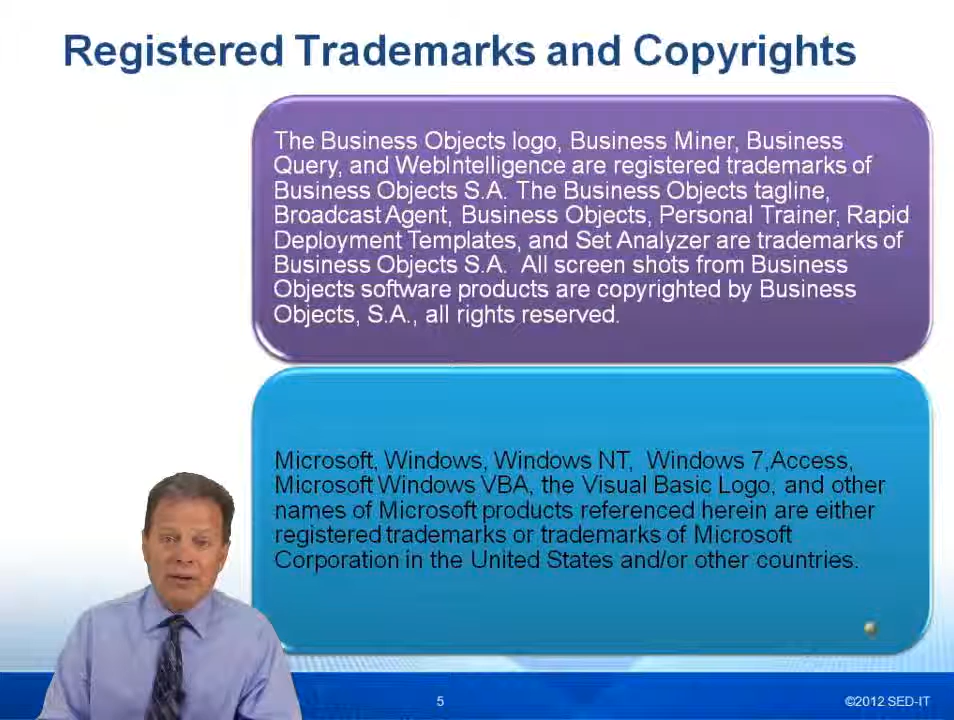 Registered Trademarks and Copyrights
The Business Objects logo, Business Miner, Business
Query, and WebIntelligence are registered trademarks of
Business Objects S.A. The Business Objects tagline,
Broadcast Agent, Business Objects, Personal Trainer, Rapid
Deployment Templates, and Set Analyzer are trademarks of
Business Objects S.A.  All screen shots from Business
Objects software products are copyrighted by Business
Objects, S.A., all rights reserved.
Microsoft, Windows, Windows NT,  Windows 7,Access,
Microsoft Windows VBA, the Visual Basic Logo, and other
names of Microsoft products referenced herein are either
registered trademarks or trademarks of Microsoft
Corporation in the United States and/or other countries.
5
©2012 SED-IT